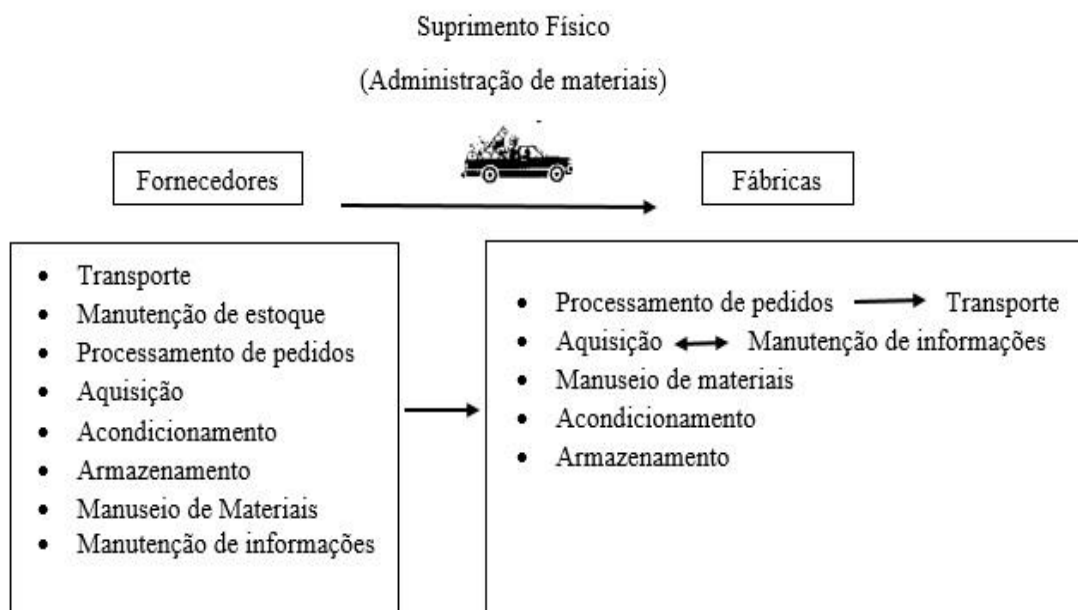 Suprimento Físico
(Administração de materiais)
Fornecedores
Fábricas
• Transporte
• Manutenção de estoque
• Processamento de pedidos
• Aquisição
• Acondicionamento
• Armazenamento
• Manuseio de Materiais
• Manutenção de informações
• Processamento de pedidos Transporte
• Aquisição Manutenção de informações
• Manuseio de materiais
• Acondicionamento
• Armazenamento